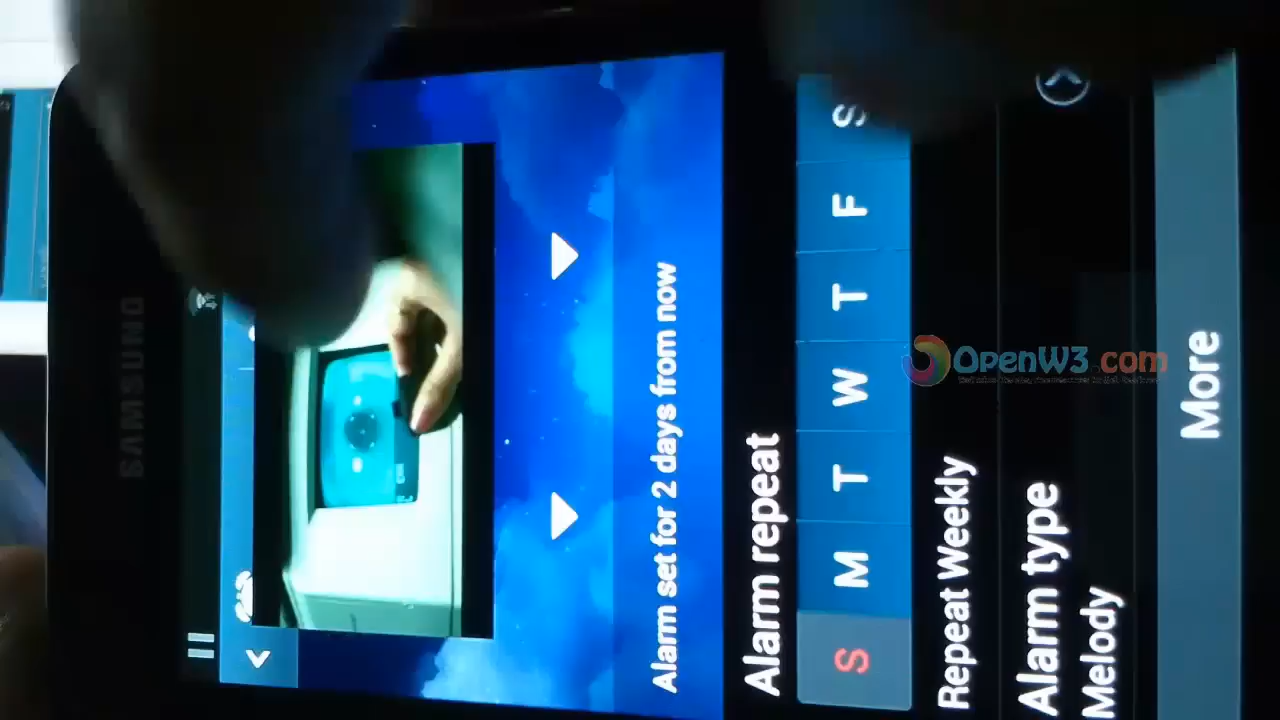 SAMSUNG
Alarm set for 2 days from now
Alarm repeat
S M T W T F S
Repeat Weekly
Alarm type
Melody
More
OpenW3.com